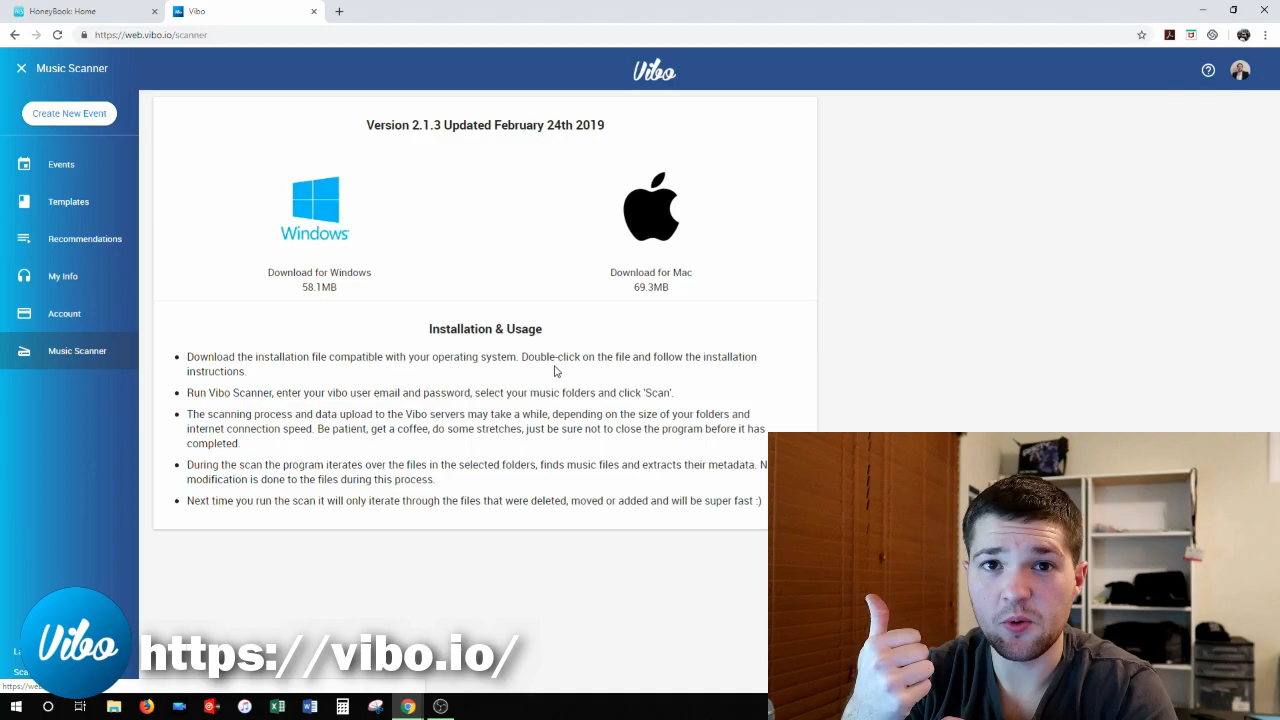 HoneyBook: Home
Vibo
https://web.vibo.io/scanner
Music Scanner
Vibo
Create New Event
Version 2.1.3 Updated February 24th 2019
Events
Templates
Recommendations
My Info
Account
Music Scanner
Windows
Download for Windows
58.1MB
Download for Mac
69.3MB
Installation & Usage
Download the installation file compatible with your operating system. Double-click on the file and follow the installation
instructions.
Run Vibo Scanner, enter your vibo user email and password, select your music folders and click 'Scan'.
The scanning process and data upload to the Vibo servers may take a while, depending on the size of your folders and
internet connection speed. Be patient, get a coffee, do some stretches, just be sure not to close the program before it has
completed.
During the scan the program iterates over the files in the selected folders, finds music files and extracts their metadata. N
modification is done to the files during this process.
Next time you run the scan it will only iterate through the files that were deleted, moved or added and will be super fast :)
Vibo
https://vibo.io/
https://web